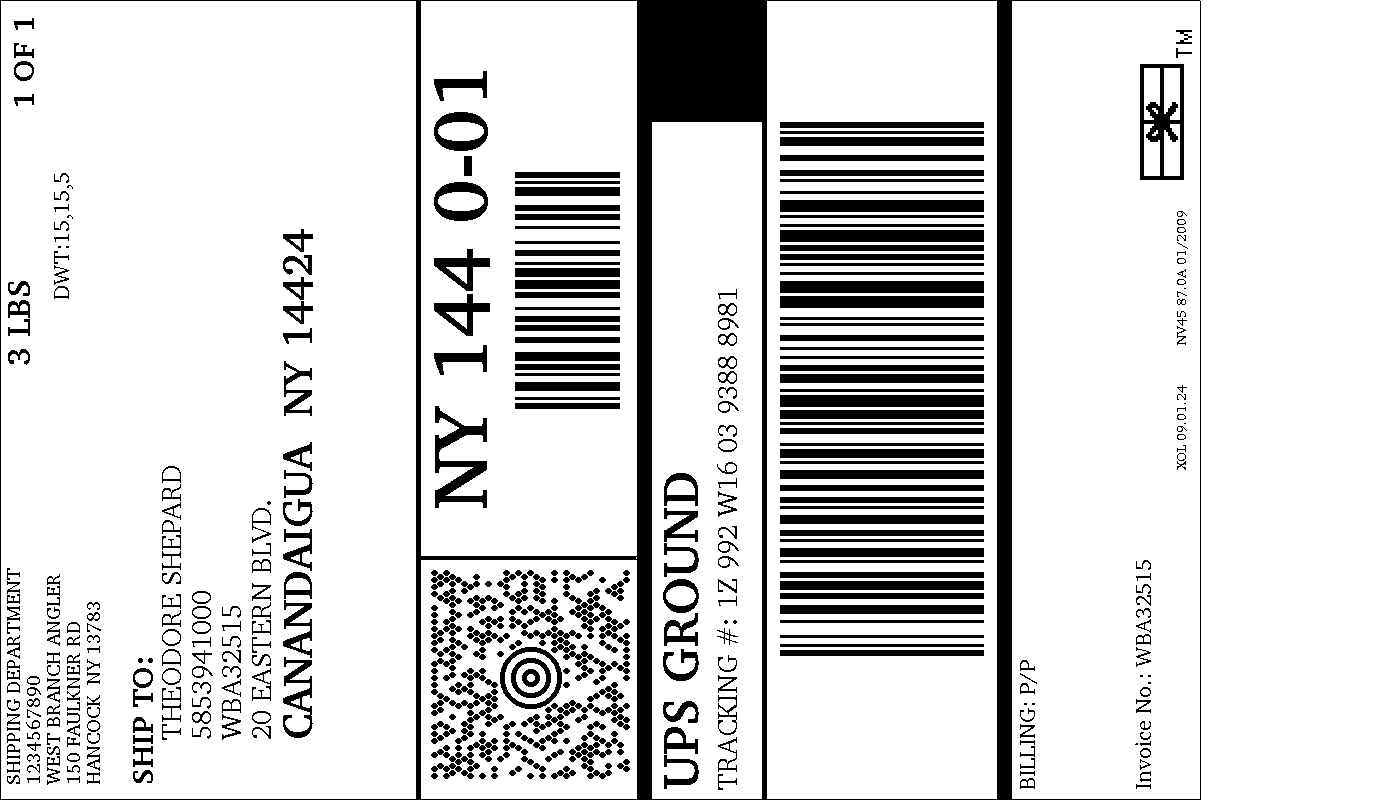 SHIPPING DEPARTMENT
1234567890
WEST BRANCH ANGLER
150 FAULKNER RD
HANCOCK NY 13783
3 LBS
1 OF 1
DWT:15,15,5
SHIP TO:
THEODORE SHEPARD
5853941000
WBA32515
20 EASTERN BLVD.
CANANDAIGUA NY 14424
NY 144 0-01
UPS GROUND
TRACKING #: 1Z 992 W16 03 9388 8981
BILLING: P/P
Invoice No.: WBA32515
XOL 09.01.24 NV45 87.0A 01/2009
TM